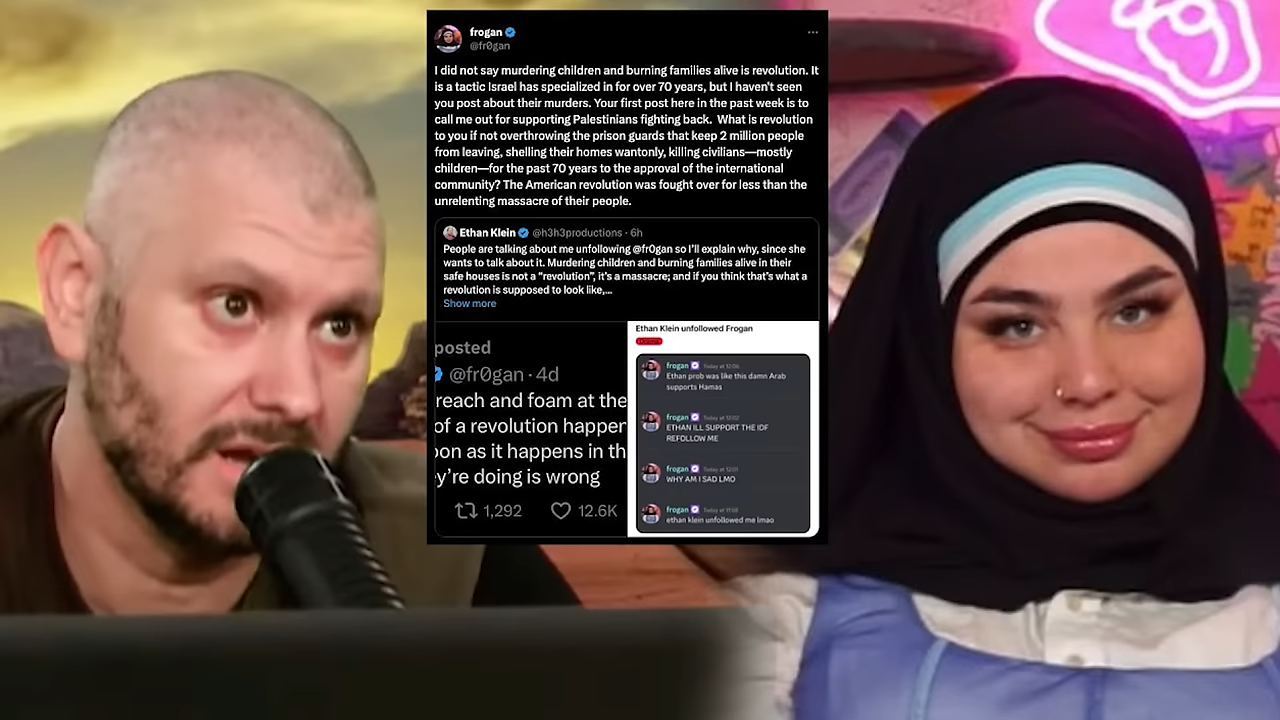 frogan
@fr0gan
I did not say murdering children and burning families alive is revolution. It
is a tactic Israel has specialized in for over 70 years, but I haven't seen
you post about their murders. Your first post here in the past week is to
call me out for supporting Palestinians fighting back. What is revolution
to you if not overthrowing the prison guards that keep 2 million people
from leaving, shelling their homes wantonly, killing civilians—mostly
children—for the past 70 years to the approval of the international
community? The American revolution was fought over for less than the
unrelenting massacre of their people.
Ethan Klein @h3h3productions · 6h
People are talking about me unfollowing @fr0gan so I'll explain why, since she
wants to talk about it. Murdering children and burning families alive in their
safe houses is not a "revolution", it's a massacre; and if you think that's what a
revolution is supposed to look like,...
Show more
posted
@fr0gan · 4d
reach and foam at the
of a revolution happen
oon as it happens in th
y're doing is wrong
1,292 12.6K
Ethan Klein unfollowed Frogan
frogan Today at
Ethan prob was like this damn Arab
supports Hamas
frogan Today at
ETHAN ILL SUPPORT THE IDF
REFOLLOW ME
frogan Today at
WHY AM I SAD LMO
frogan Today at
ethan klein unfollowed me lmao